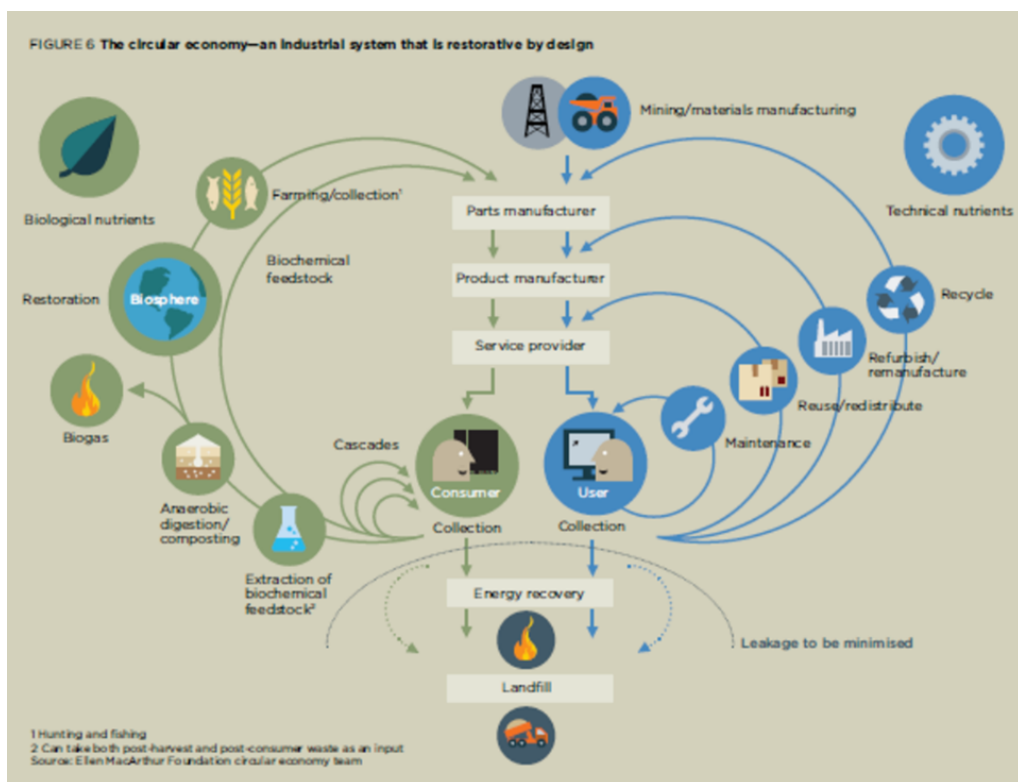 FIGURE 6 The circular economy—an industrial system that is restorative by design
Mining/materials manufacturing
Biological nutrients
Farming/collection¹
Parts manufacturer
Technical nutrients
Biochemical
feedstock
Product manufacturer
Restoration
Biosphere
Recycle
Service provider
Refurbish/
remanufacture
Reuse/redistribute
Biogas
Cascades
Maintenance
Consumer
User
Anaerobic
digestion/
composting
Collection
Collection
Extraction of
biochemical
feedstock²
Energy recovery
Leakage to be minimised
Landfill
1 Hunting and fishing
2 Can take both post-harvest and post-consumer waste as an input
Source: Ellen MacArthur Foundation circular economy team